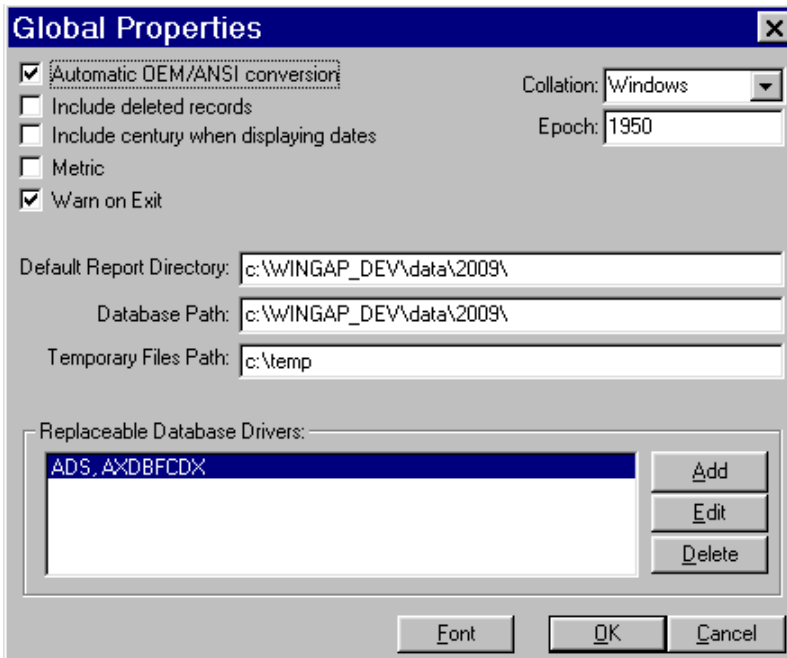 Global Properties
Automatic OEM/ANSI conversion
Include deleted records
Include century when displaying dates
Metric
Warn on Exit
Collation: Windows
Epoch: 1950
Default Report Directory: c:\WINGAP_DEV\data\2009\
Database Path: c:\WINGAP_DEV\data\2009\
Temporary Files Path: c:\temp
Replaceable Database Drivers:
ADS, AXDBFCDX
Add
Edit
Delete
Font OK Cancel